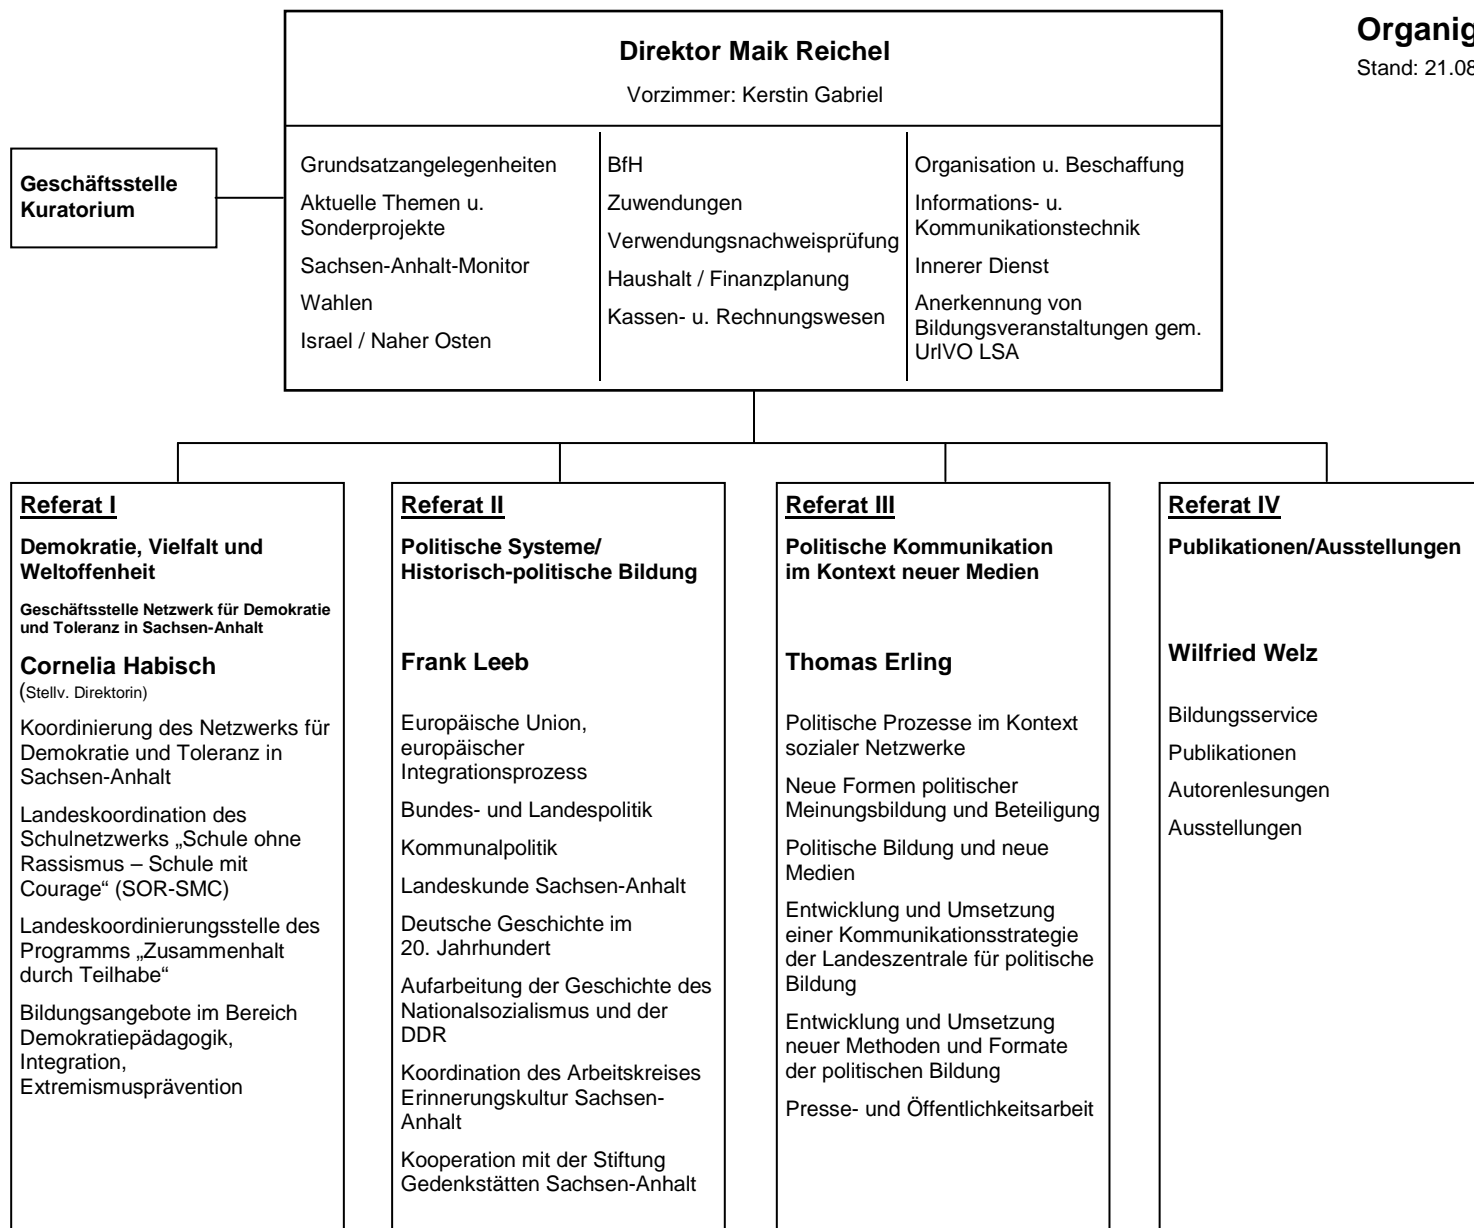 Organig
Stand: 21.08
Direktor Maik Reichel
Vorzimmer: Kerstin Gabriel
Geschäftsstelle
Kuratorium
Grundsatzangelegenheiten
Aktuelle Themen u.
Sonderprojekte
Sachsen-Anhalt-Monitor
Wahlen
Israel / Naher Osten
BfH
Zuwendungen
Verwendungsnachweisprüfung
Haushalt / Finanzplanung
Kassen- u. Rechnungswesen
Organisation u. Beschaffung
Informations- u.
Kommunikationstechnik
Innerer Dienst
Anerkennung von
Bildungsveranstaltungen gem.
UrlVO LSA
Referat I
Demokratie, Vielfalt und
Weltoffenheit
Geschäftsstelle Netzwerk für Demokratie
und Toleranz in Sachsen-Anhalt
Cornelia Habisch
(Stellv. Direktorin)
Koordinierung des Netzwerks für
Demokratie und Toleranz in
Sachsen-Anhalt
Landeskoordination des
Schulnetzwerks „Schule ohne
Rassismus – Schule mit
Courage“ (SOR-SMC)
Landeskoordinierungsstelle des
Programms „Zusammenhalt
durch Teilhabe“
Bildungsangebote im Bereich
Demokratiepädagogik,
Integration,
Extremismusprävention
Referat II
Politische Systeme/
Historisch-politische Bildung
Frank Leeb
Europäische Union,
europäischer
Integrationsprozess
Bundes- und Landespolitik
Kommunalpolitik
Landeskunde Sachsen-Anhalt
Deutsche Geschichte im
20. Jahrhundert
Aufarbeitung der Geschichte des
Nationalsozialismus und der
DDR
Koordination des Arbeitskreises
Erinnerungskultur Sachsen-
Anhalt
Kooperation mit der Stiftung
Gedenkstätten Sachsen-Anhalt
Referat III
Politische Kommunikation
im Kontext neuer Medien
Thomas Erling
Politische Prozesse im Kontext
sozialer Netzwerke
Neue Formen politischer
Meinungsbildung und Beteiligung
Politische Bildung und neue
Medien
Entwicklung und Umsetzung
einer Kommunikationsstrategie
der Landeszentrale für politische
Bildung
Entwicklung und Umsetzung
neuer Methoden und Formate
der politischen Bildung
Presse- und Öffentlichkeitsarbeit
Referat IV
Publikationen/Ausstellungen
Wilfried Welz
Bildungsservice
Publikationen
Autorenlesungen
Ausstellungen